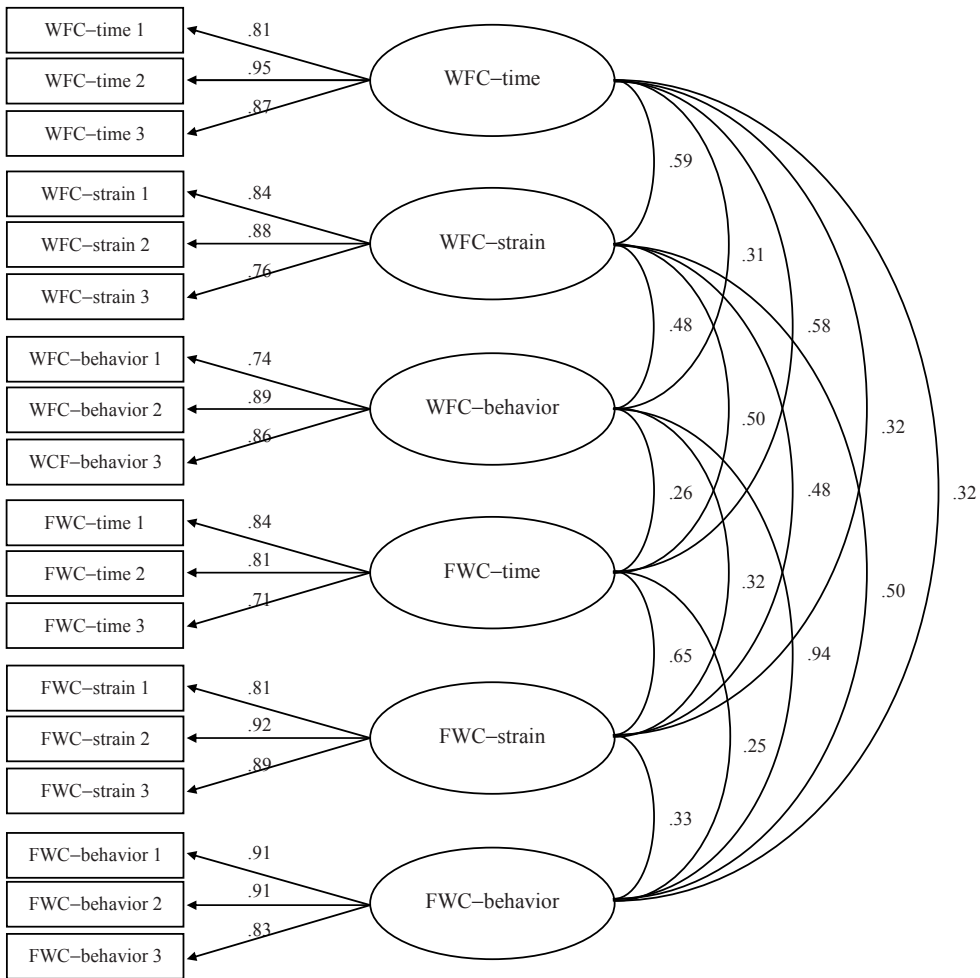 WFC−time 1
.81
WFC−time 2
.95
WFC−time
WFC−time 3
.87
.59
WFC−strain 1
.84
WFC−strain 2
.88
WFC−strain
.31
WFC−strain 3
.76
.48
.58
WFC−behavior 1
.74
WFC−behavior 2
.89
WFC−behavior
.50
.32
WCF−behavior 3
.86
.26
.48
.32
FWC−time 1
.84
FWC−time 2
.81
FWC−time
.32
.50
FWC−time 3
.71
.65
.94
FWC−strain 1
.81
FWC−strain 2
.92
FWC−strain
.25
FWC−strain 3
.89
.33
FWC−behavior 1
.91
FWC−behavior 2
.91
FWC−behavior
FWC−behavior 3
.83